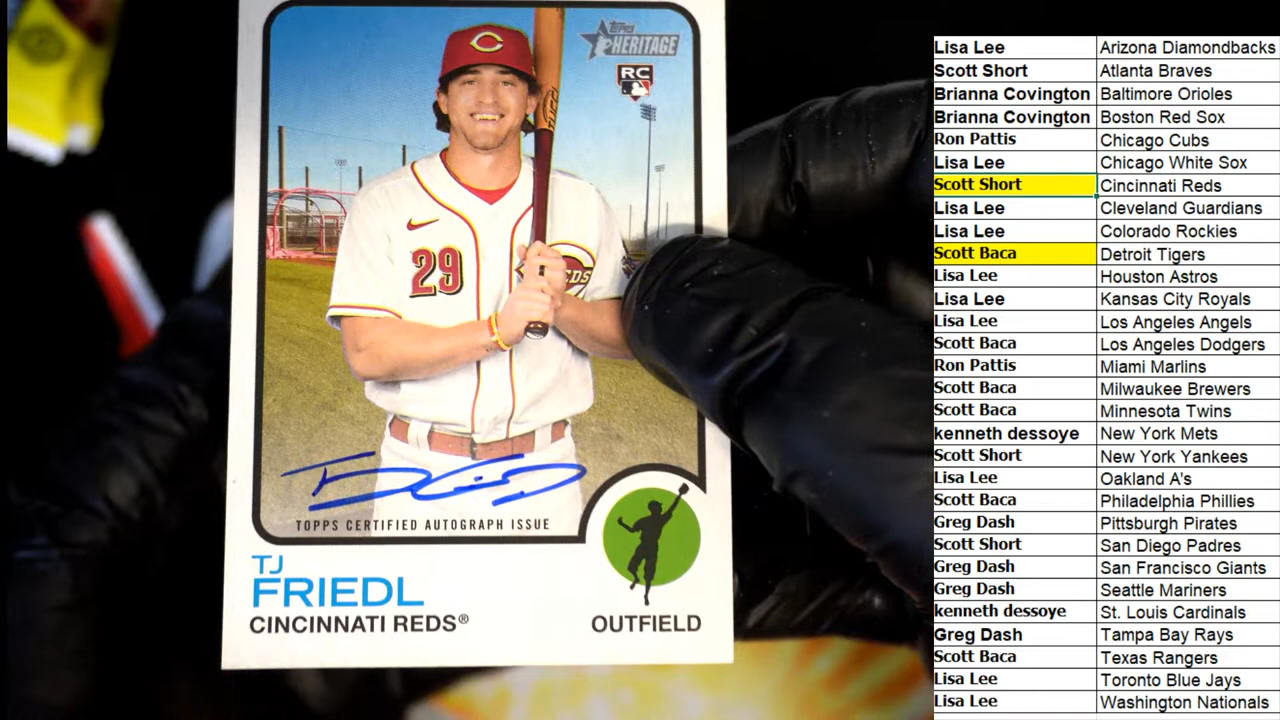 TOPPS
HERITAGE
RC
29
REDS
TOPPS CERTIFIED AUTOGRAPH ISSUE
TJ
FRIEDL
CINCINNATI REDS®
OUTFIELD
Lisa Lee Arizona Diamondbacks
Scott Short Atlanta Braves
Brianna Covington Baltimore Orioles
Brianna Covington Boston Red Sox
Ron Pattis Chicago Cubs
Lisa Lee Chicago White Sox
Scott Short Cincinnati Reds
Lisa Lee Cleveland Guardians
Lisa Lee Colorado Rockies
Scott Baca Detroit Tigers
Lisa Lee Houston Astros
Lisa Lee Kansas City Royals
Lisa Lee Los Angeles Angels
Scott Baca Los Angeles Dodgers
Ron Pattis Miami Marlins
Scott Baca Milwaukee Brewers
Scott Baca Minnesota Twins
kenneth dessoye New York Mets
Scott Short New York Yankees
Lisa Lee Oakland A's
Scott Baca Philadelphia Phillies
Greg Dash Pittsburgh Pirates
Scott Short San Diego Padres
Greg Dash San Francisco Giants
Greg Dash Seattle Mariners
kenneth dessoye St. Louis Cardinals
Greg Dash Tampa Bay Rays
Scott Baca Texas Rangers
Lisa Lee Toronto Blue Jays
Lisa Lee Washington Nationals